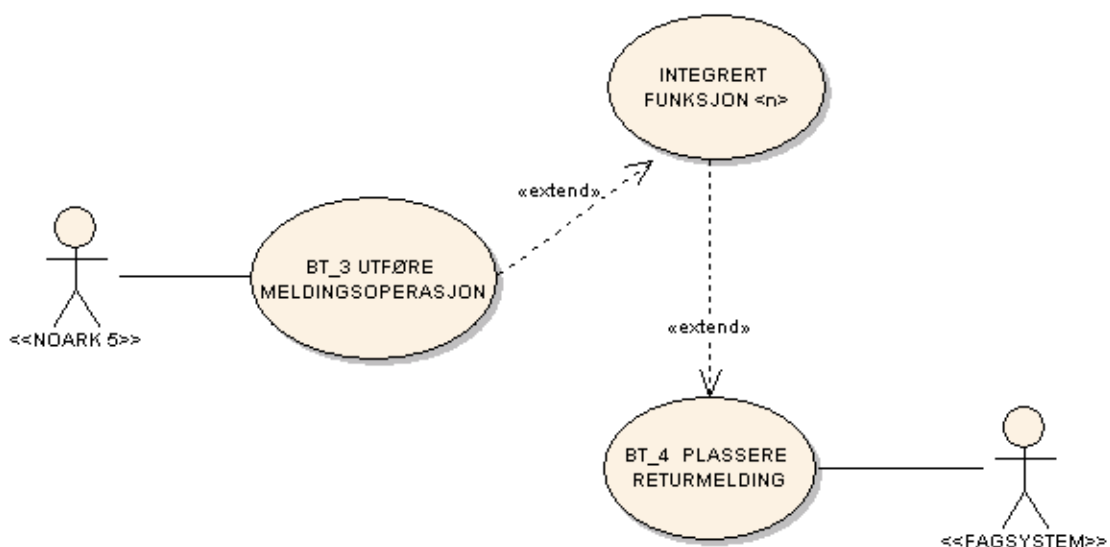 INTEGRERT
FUNKSJON <n>
«extend»
BT_3 UTFØRE
MELDINGSOPERASJON
<<NOARK 5>>
«extend»
BT_4 PLASSERE
RETURMELDING
<<FAGSYSTEM>>